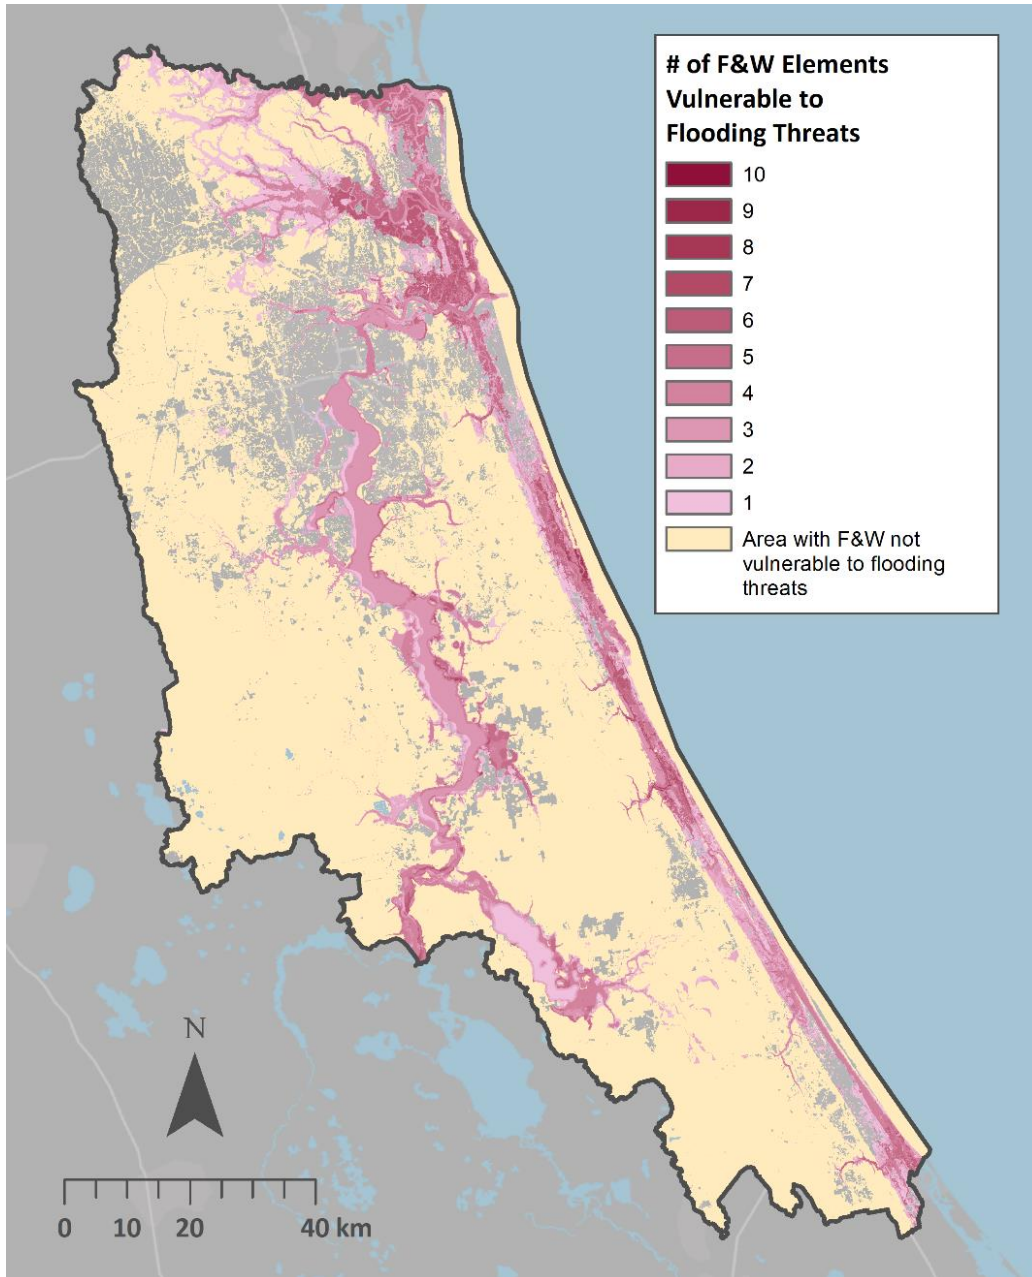 # of F&W Elements
Vulnerable to
Flooding Threats
10
9
8
7
6
5
4
3
2
1
Area with F&W not
vulnerable to flooding
threats
N
0 10 20 40 km